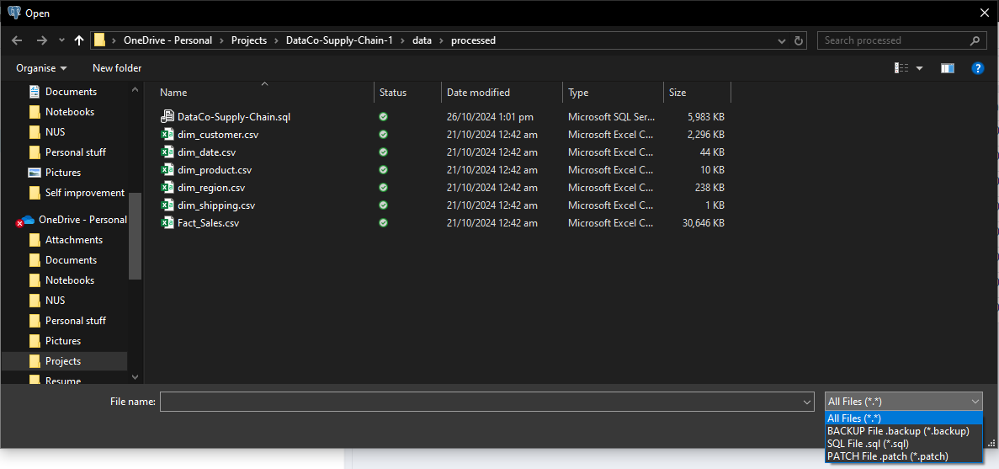 Open
OneDrive - Personal > Projects > DataCo-Supply-Chain-1 > data > processed
Search processed
Organise
New folder
Documents
Notebooks
NUS
Personal stuff
Pictures
Self improvement
OneDrive - Personal
Attachments
Documents
Notebooks
NUS
Personal stuff
Pictures
Projects
Resume
Name Status Date modified Type Size
DataCo-Supply-Chain.sql 26/10/2024 1:01 pm Microsoft SQL Ser... 5,983 KB
dim_customer.csv 21/10/2024 12:42 am Microsoft Excel C... 2,296 KB
dim_date.csv 21/10/2024 12:42 am Microsoft Excel C... 44 KB
dim_product.csv 21/10/2024 12:42 am Microsoft Excel C... 10 KB
dim_region.csv 21/10/2024 12:42 am Microsoft Excel C... 238 KB
dim_shipping.csv 21/10/2024 12:42 am Microsoft Excel C... 1 KB
Fact_Sales.csv 21/10/2024 12:42 am Microsoft Excel C... 30,646 KB
File name:
All Files (*.*)
All Files (*.*)
BACKUP File .backup (*.backup)
SQL File .sql (*.sql)
PATCH File .patch (*.patch)